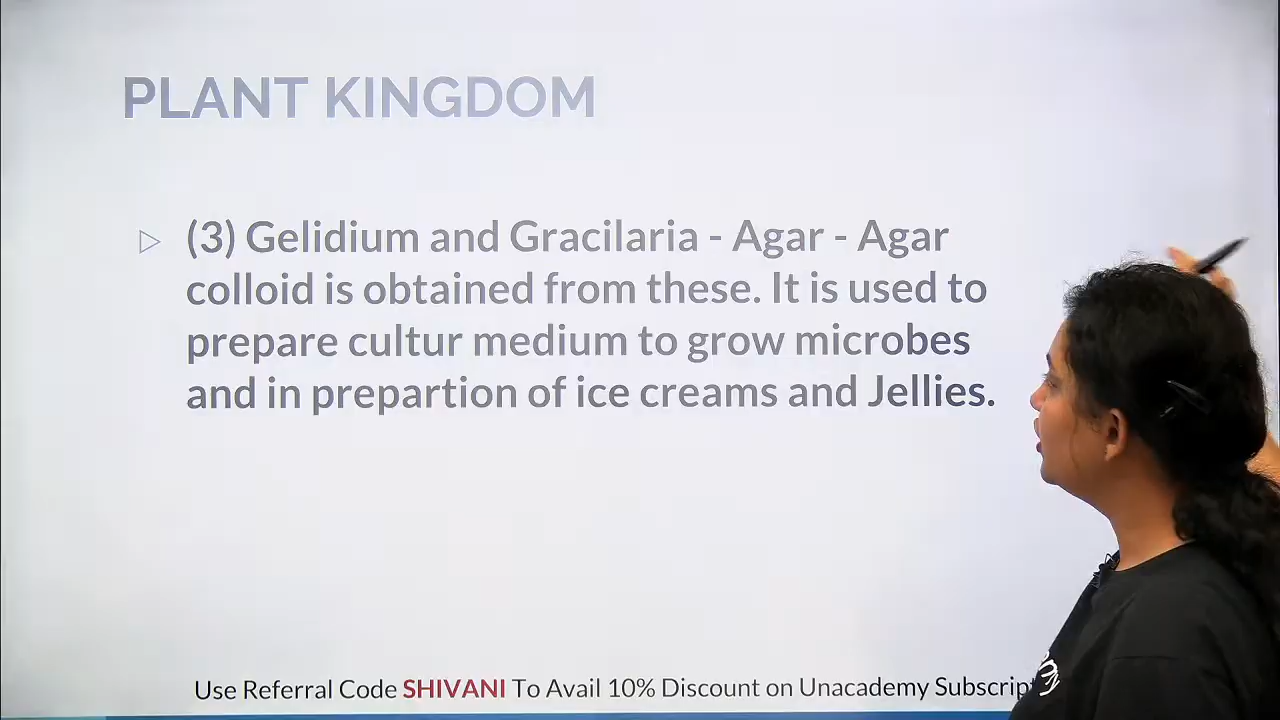 PLANT KINGDOM
(3) Gelidium and Gracilaria - Agar - Agar
colloid is obtained from these. It is used to
prepare cultur medium to grow microbes
and in prepartion of ice creams and Jellies.
Use Referral Code SHIVANI To Avail 10% Discount on Unacademy